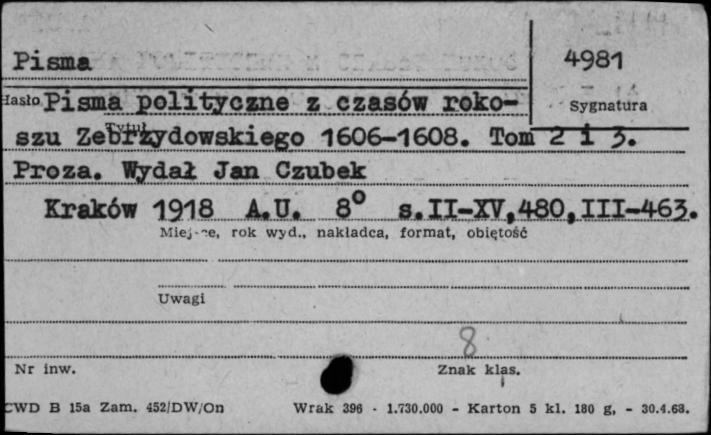 Pisma
4981
Hasło Pisma polityczne z czasów roko-
Sygnatura
Tytuł
szu Zebrzydowskiego 1606-1608. Tom 2 i 3.
Proza. Wydał Jan Czubek
Kraków 1918 A.U. 8° s.II-XV,480,III-463.
Miejsce, rok wyd., nakładca, format, objętość
Uwagi
8
Nr inw.
Znak klas.
CWD B 15a Zam. 452/DW/On Wrak 396 - 1.730.000 - Karton 5 kl. 180 g, - 30.4.63.